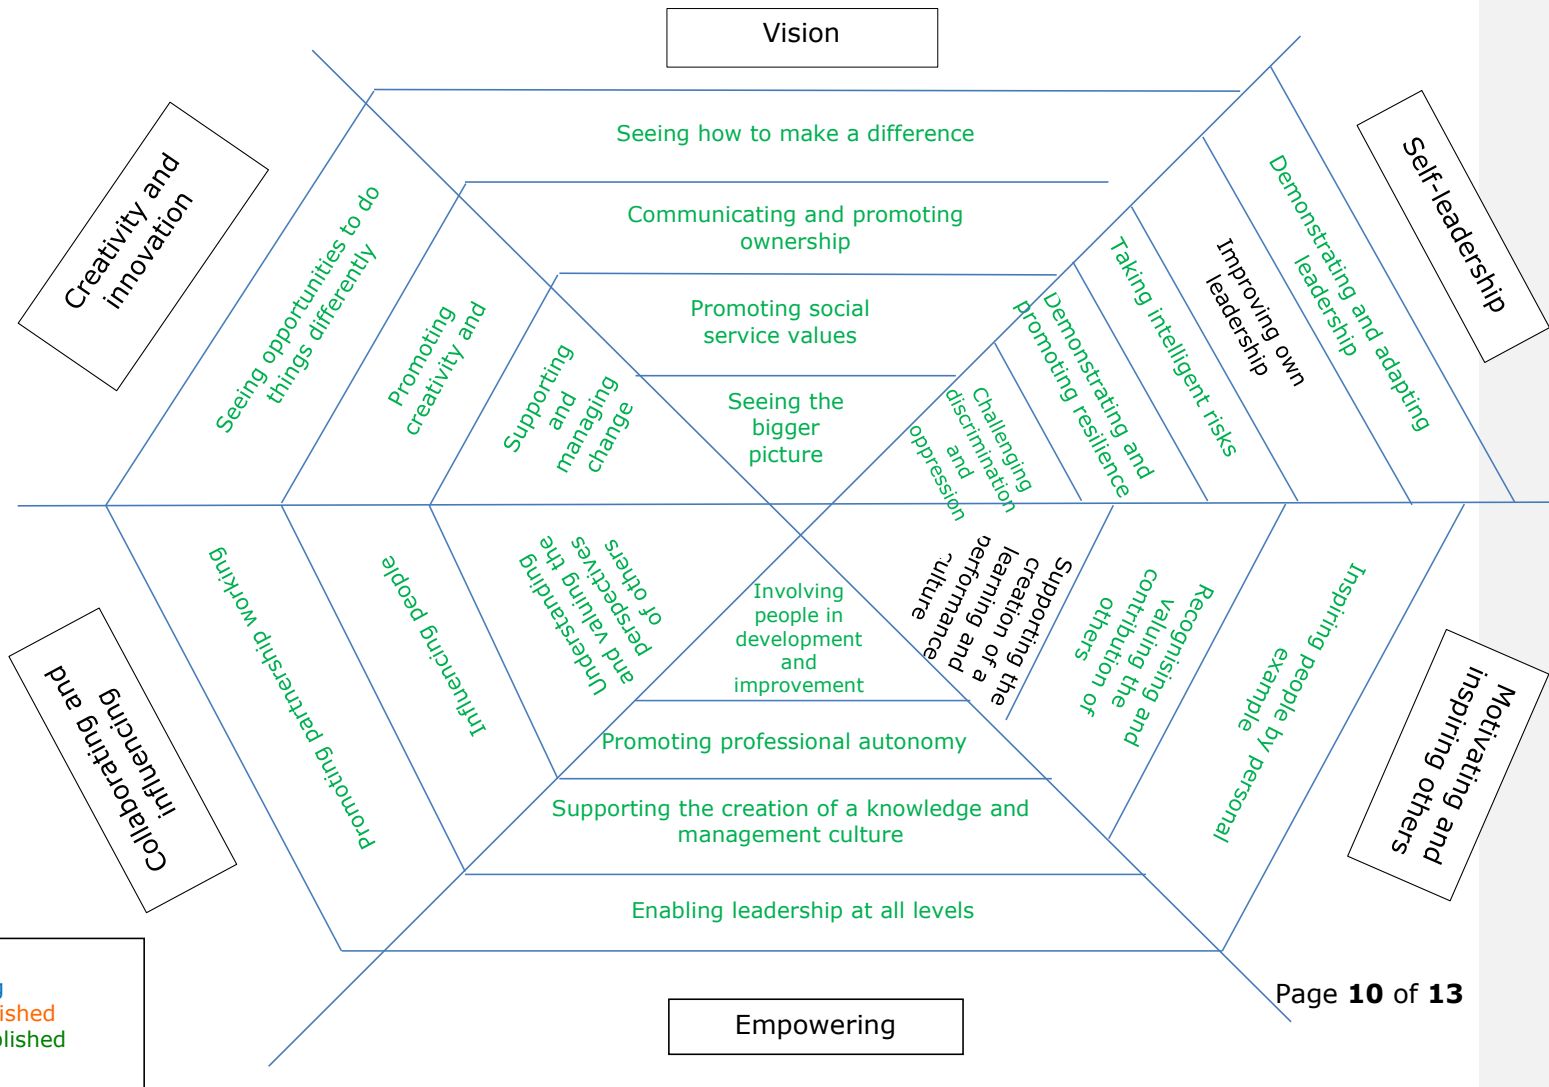 Vision
Seeing how to make a difference
Communicating and promoting
ownership
Promoting social
service values
Seeing the
bigger
picture
Creativity and
innovation
Seeing opportunities to do
things differently
Promoting
creativity and
Supporting
and
managing
change
Self-leadership
Demonstrating and adapting
leadership
Improving own
leadership
Taking intelligent risks
Demonstrating and
promoting resilience
Challenging
discrimination
and
oppression
Collaborating and
influencing
Promoting partnership working
Influencing people
Understanding
and valuing the
perspectives
of others
Involving
people in
development
and
improvement
Promoting professional autonomy
Supporting the creation of a knowledge and
management culture
Enabling leadership at all levels
Empowering
Supporting the
creation of a
learning and
performance
culture
Recognising and
valuing the
contribution of
others
Inspiring people by personal
example
Motivating and
inspiring others
Page 10 of 13